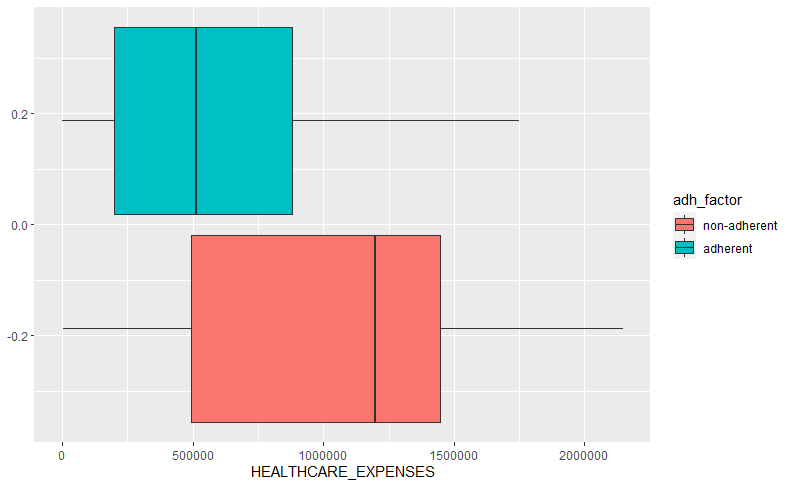 0.2
0.0
-0.2
0
500000
1000000
1500000
2000000
HEALTHCARE_EXPENSES
adh_factor
non-adherent
adherent